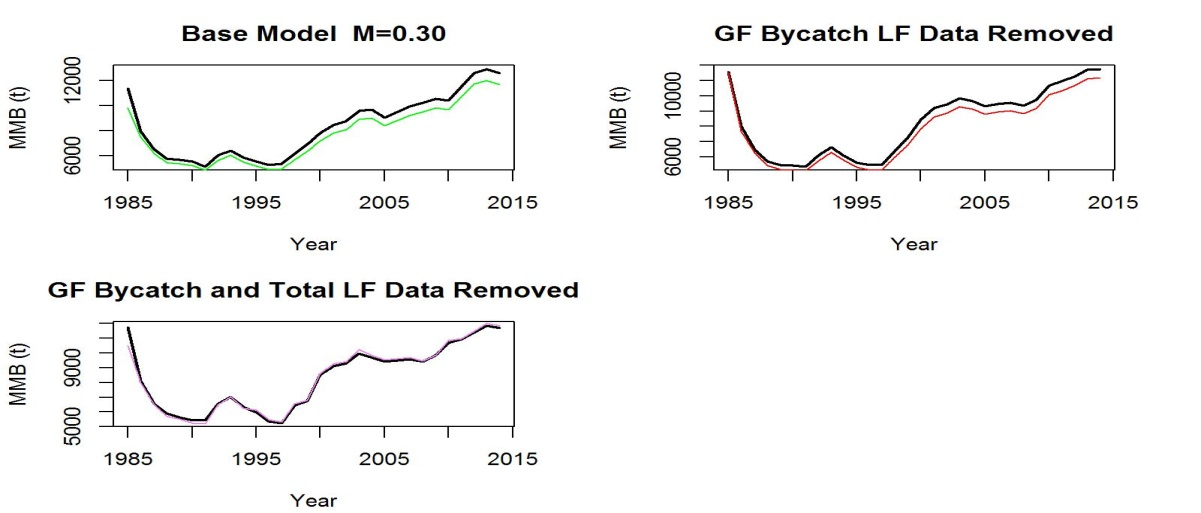 Base Model M=0.30
MMB (t)
6000 12000
1985 1995 2005 2015
Year
GF Bycatch LF Data Removed
MMB (t)
6000 10000
1985 1995 2005 2015
Year
GF Bycatch and Total LF Data Removed
MMB (t)
5000 9000
1985 1995 2005 2015
Year